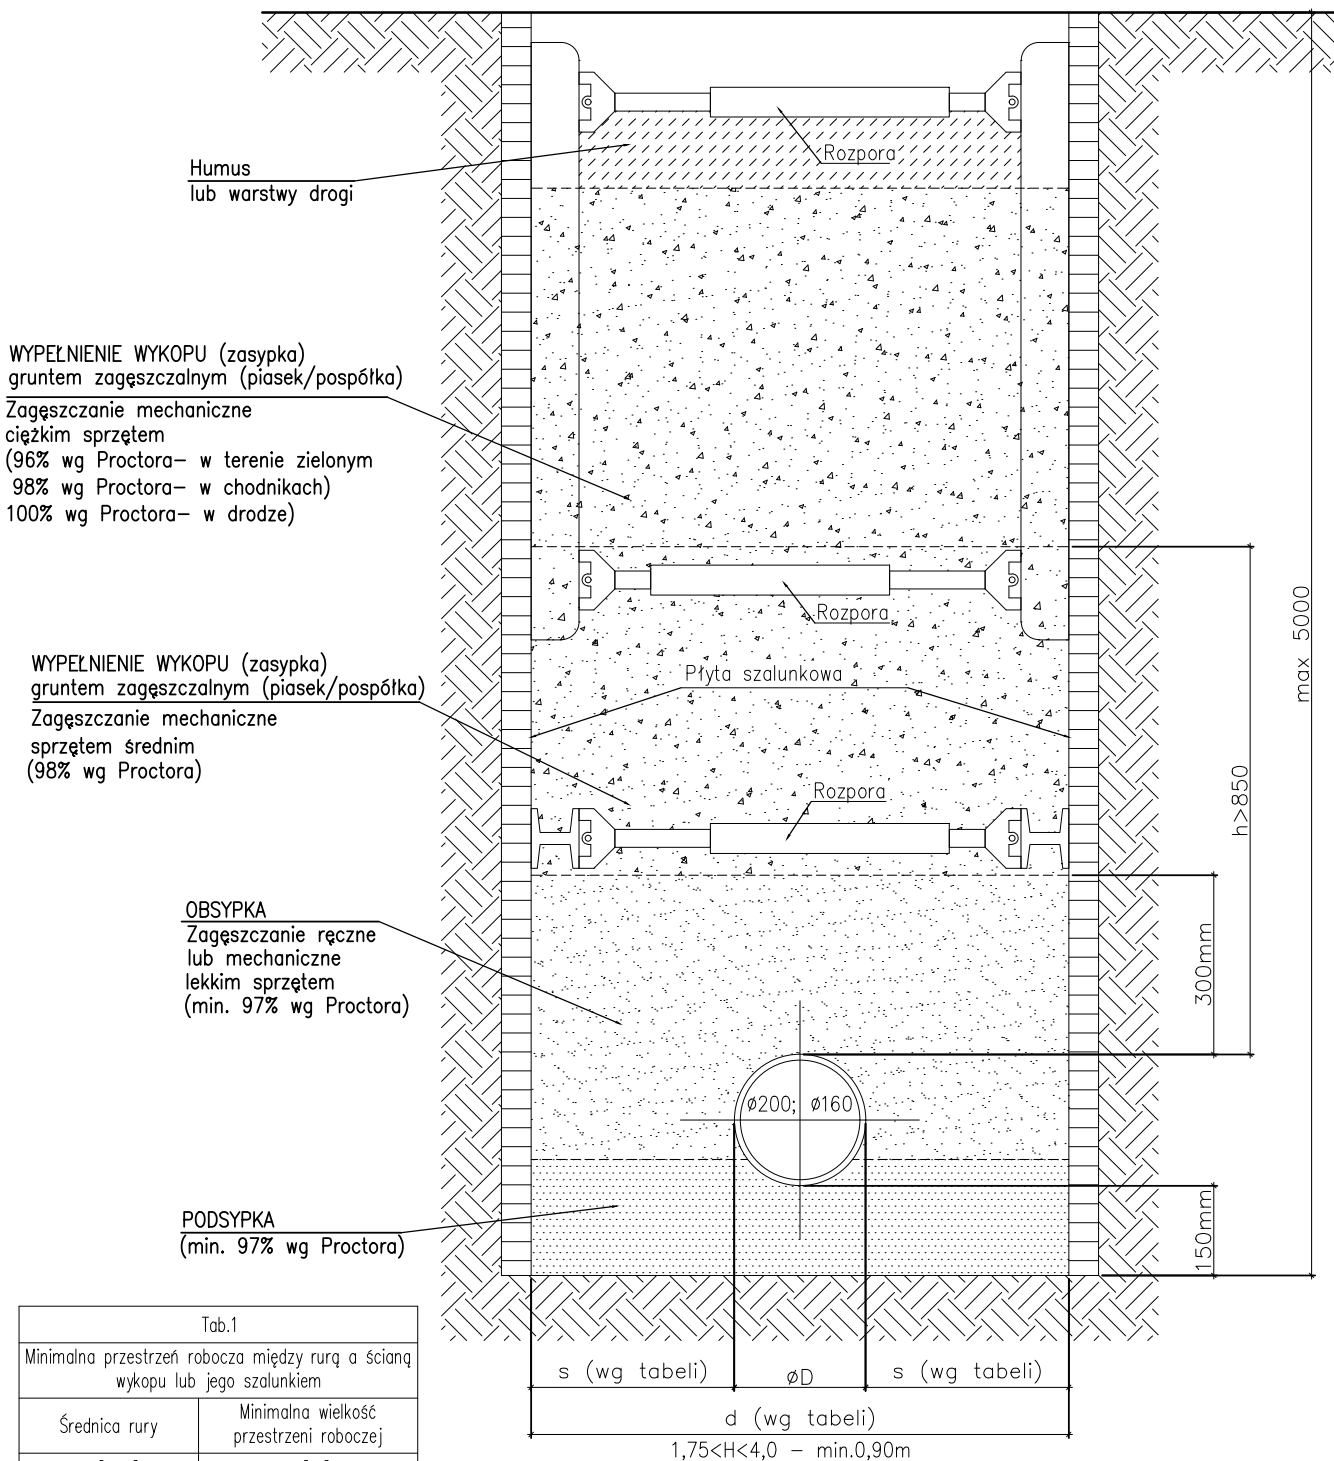 Humus
lub warstwy drogi
Rozpora
WYPEŁNIENIE WYKOPU (zasypka)
gruntem zagęszczalnym (piasek/pospółka)
Zagęszczanie mechaniczne
ciężkim sprzętem
(96% wg Proctora- w terenie zielonym
98% wg Proctora- w chodnikach)
100% wg Proctora- w drodze)
Rozpora
max 5000
WYPEŁNIENIE WYKOPU (zasypka)
gruntem zagęszczalnym (piasek/pospółka)
Zagęszczanie mechaniczne
sprzętem średnim
(98% wg Proctora)
Płyta szalunkowa
Rozpora
h>850
OBSYPKA
Zagęszczanie ręczne
lub mechaniczne
lekkim sprzętem
(min. 97% wg Proctora)
300mm
ø200; ø160
PODSYPKA
(min. 97% wg Proctora)
150mm
Tab.1
Minimalna przestrzeń robocza między rurą a ścianą
wykopu lub jego szalunkiem
Średnica rury
Minimalna wielkość
przestrzeni roboczej
s (wg tabeli)
øD
s (wg tabeli)
d (wg tabeli)
1,75<H<4,0 - min.0,90m